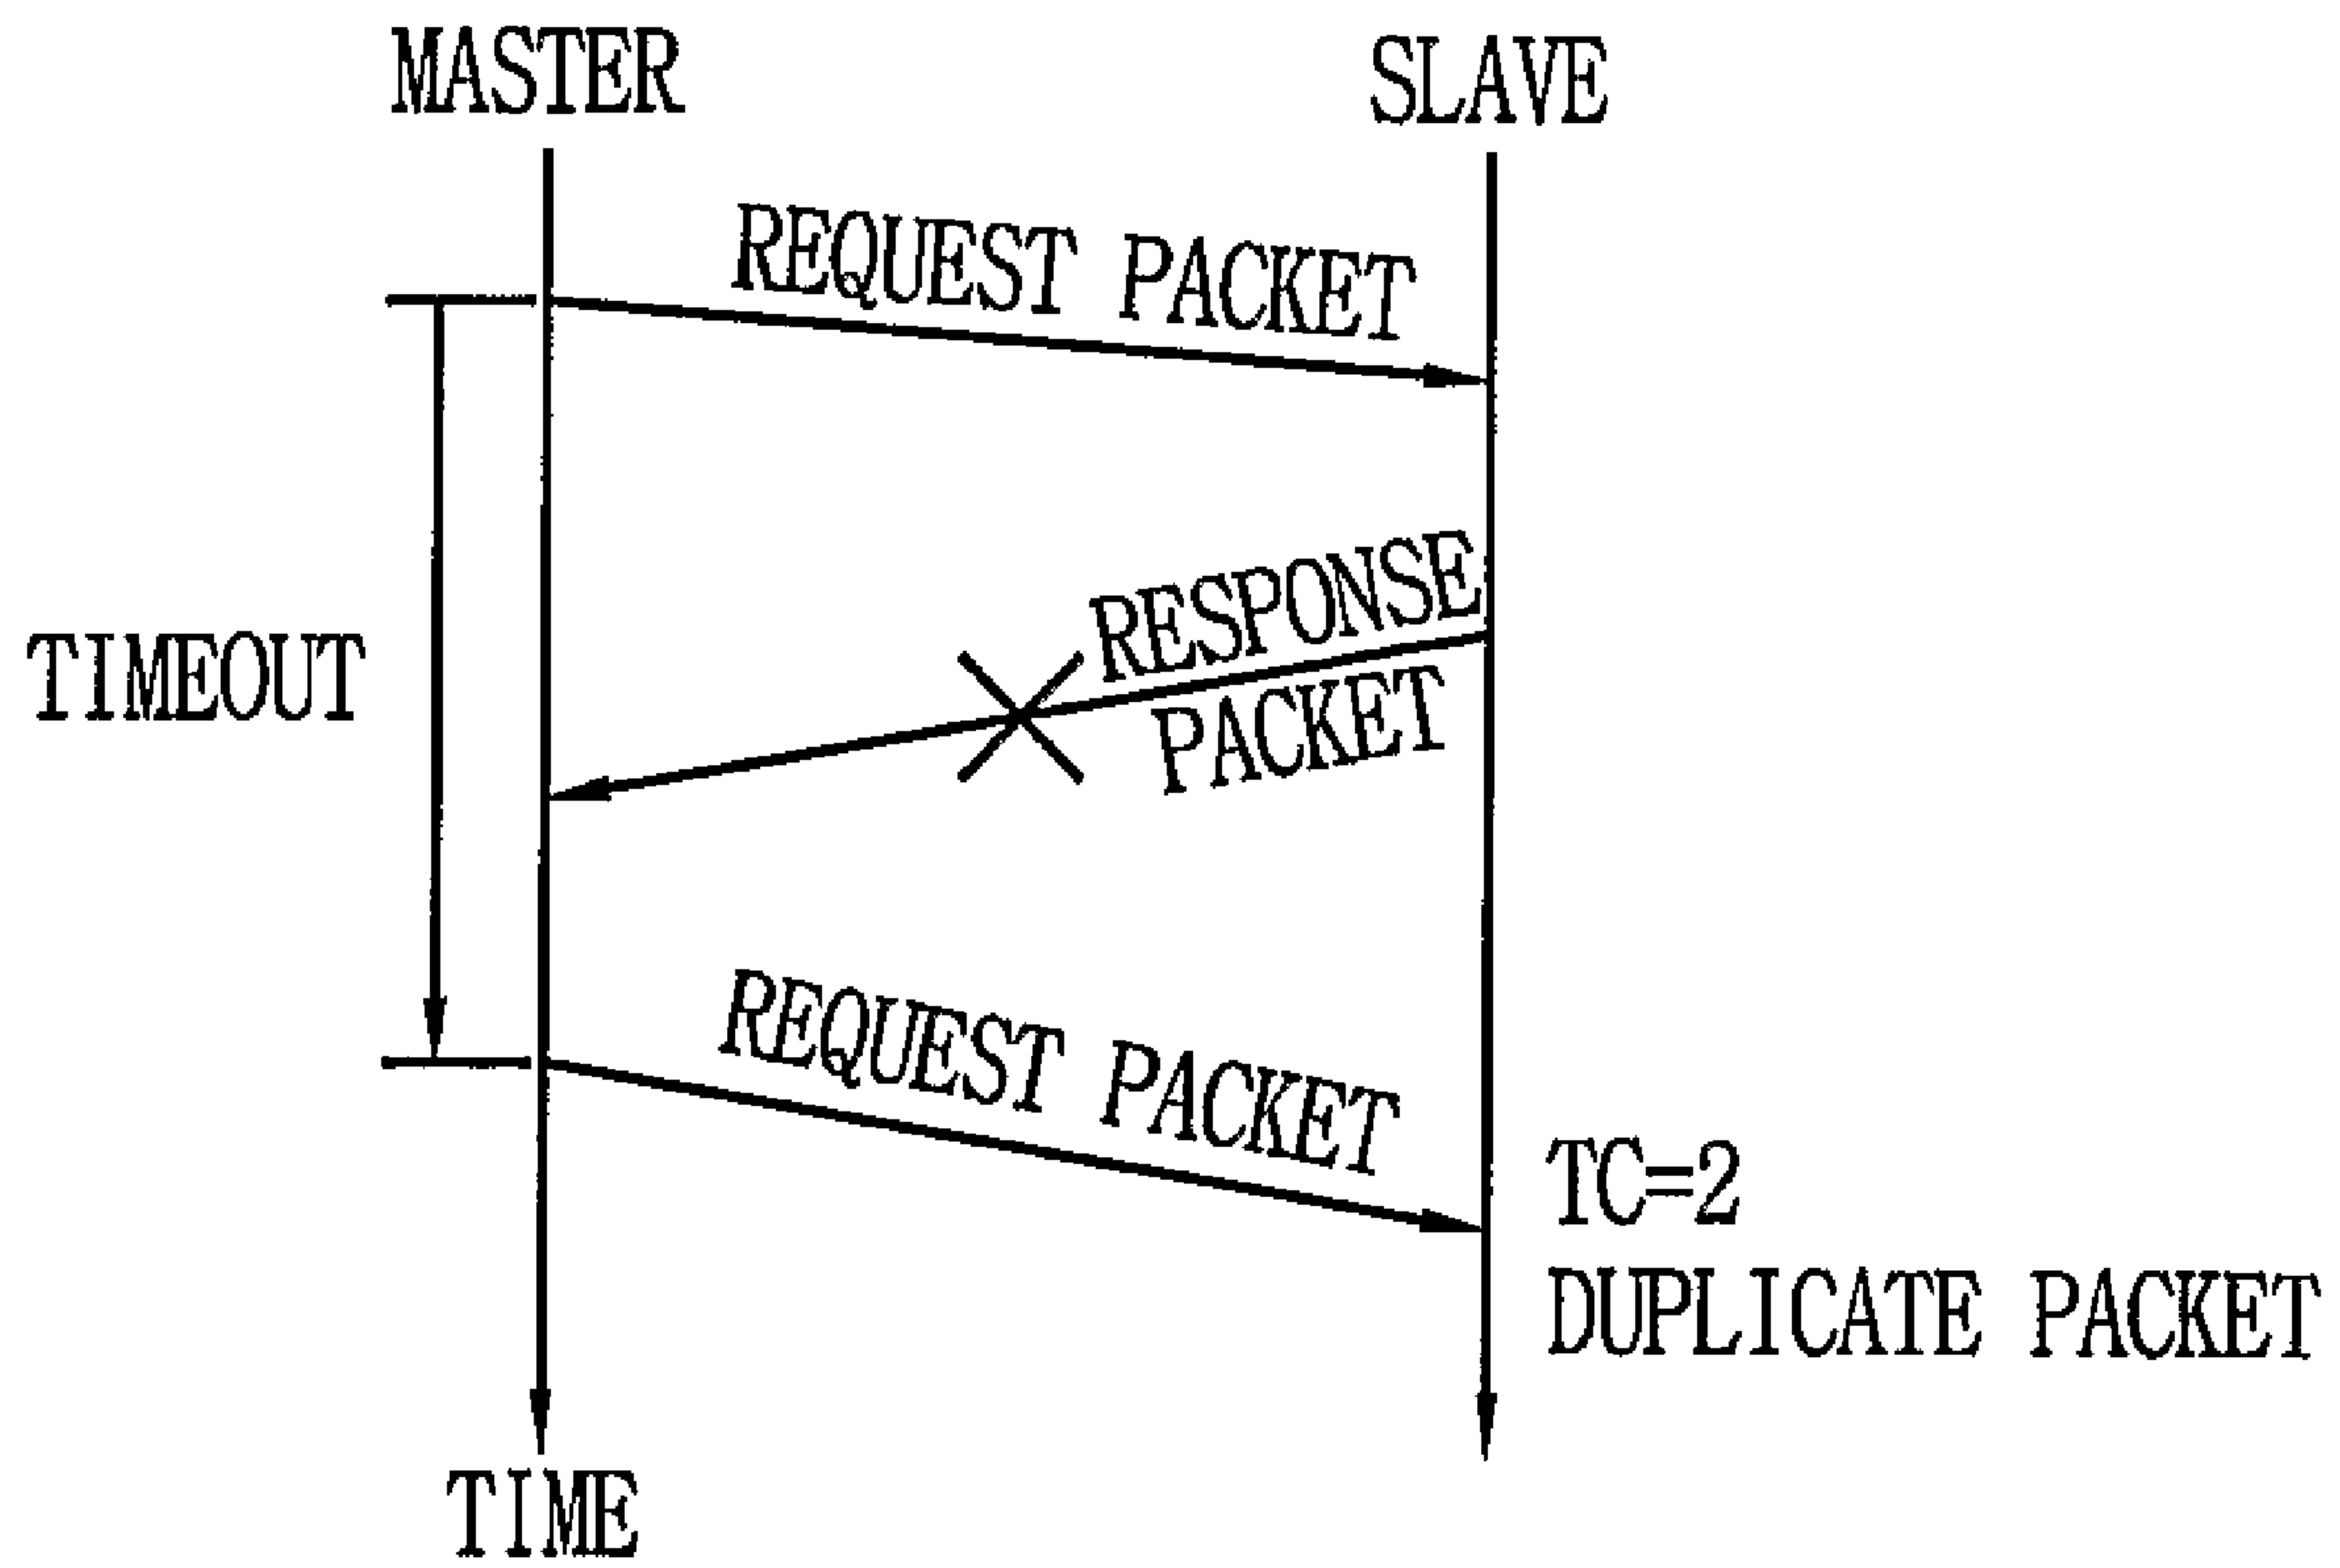 MASTER
SLAVE
REQUEST PACKET
RESPONSE
PACKET
TIMEOUT
REQUEST PACKET
TC=2
DUPLICATE PACKET
TIME